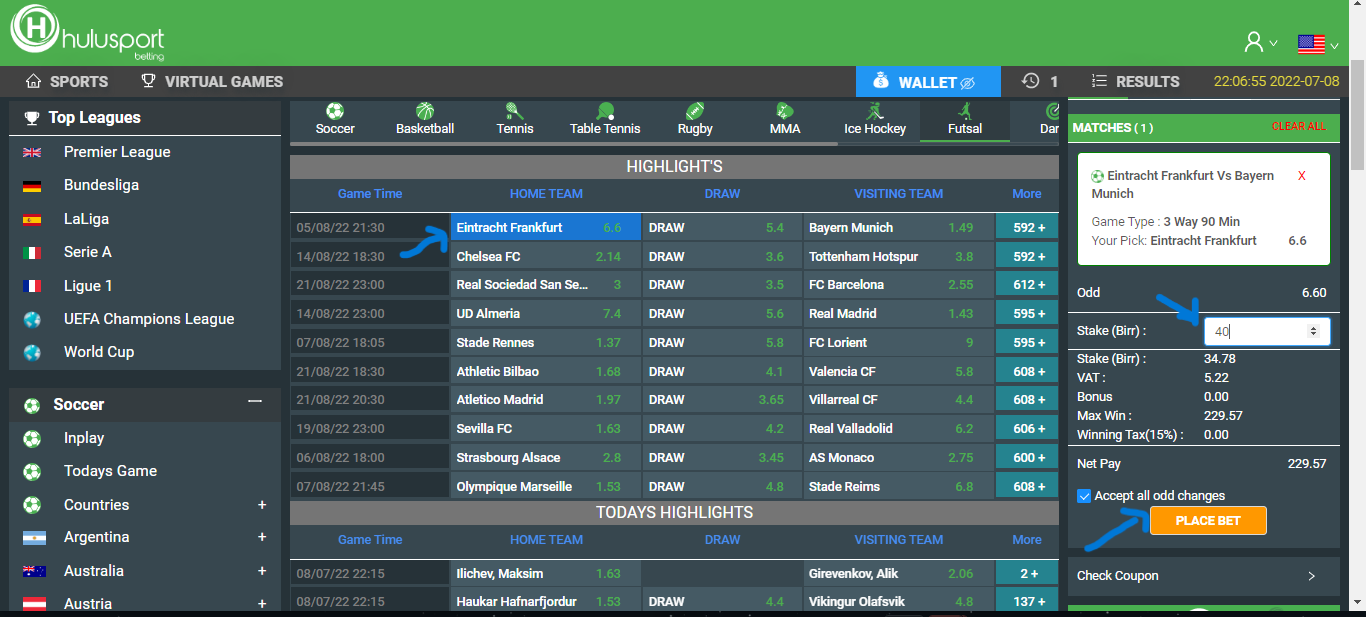 H hulusport
betting
SPORTS VIRTUAL GAMES WALLET 1 RESULTS 22:06:55 2022-07-08
Top Leagues
Premier League
Bundesliga
LaLiga
Serie A
Ligue 1
UEFA Champions League
World Cup
Soccer
Inplay
Todays Game
Countries +
Argentina +
Australia +
Austria +
Soccer Basketball Tennis Table Tennis Rugby MMA Ice Hockey Futsal Dar
HIGHLIGHT'S
Game Time HOME TEAM DRAW VISITING TEAM More
05/08/22 21:30 Eintracht Frankfurt 6.6 DRAW 5.4 Bayern Munich 1.49 592 +
14/08/22 18:30 Chelsea FC 2.14 DRAW 3.6 Tottenham Hotspur 3.8 592 +
21/08/22 23:00 Real Sociedad San Se... 3 DRAW 3.5 FC Barcelona 2.55 612 +
14/08/22 23:00 UD Almeria 7.4 DRAW 5.6 Real Madrid 1.43 595 +
07/08/22 18:05 Stade Rennes 1.37 DRAW 5.8 FC Lorient 9 595 +
21/08/22 18:30 Athletic Bilbao 1.68 DRAW 4.1 Valencia CF 5.8 608 +
21/08/22 20:30 Atletico Madrid 1.97 DRAW 3.65 Villarreal CF 4.4 608 +
19/08/22 23:00 Sevilla FC 1.63 DRAW 4.2 Real Valladolid 6.2 606 +
06/08/22 18:00 Strasbourg Alsace 2.8 DRAW 3.45 AS Monaco 2.75 600 +
07/08/22 21:45 Olympique Marseille 1.53 DRAW 4.8 Stade Reims 6.8 608 +
TODAYS HIGHLIGHTS
Game Time HOME TEAM DRAW VISITING TEAM More
08/07/22 22:15 Ilichev, Maksim 1.63 Girevenkov, Alik 2.06 2 +
08/07/22 22:15 Haukar Hafnarfjordur 1.53 DRAW 4.4 Vikingur Olafsvik 4.8 137 +
MATCHES ( 1 ) CLEAR ALL
Eintracht Frankfurt Vs Bayern X
Munich
Game Type : 3 Way 90 Min
Your Pick: Eintracht Frankfurt 6.6
Odd 6.60
Stake (Birr) : 40
Stake (Birr) : 34.78
VAT : 5.22
Bonus 0.00
Max Win : 229.57
Winning Tax(15%) : 0.00
Net Pay 229.57
Accept all odd changes
PLACE BET
Check Coupon